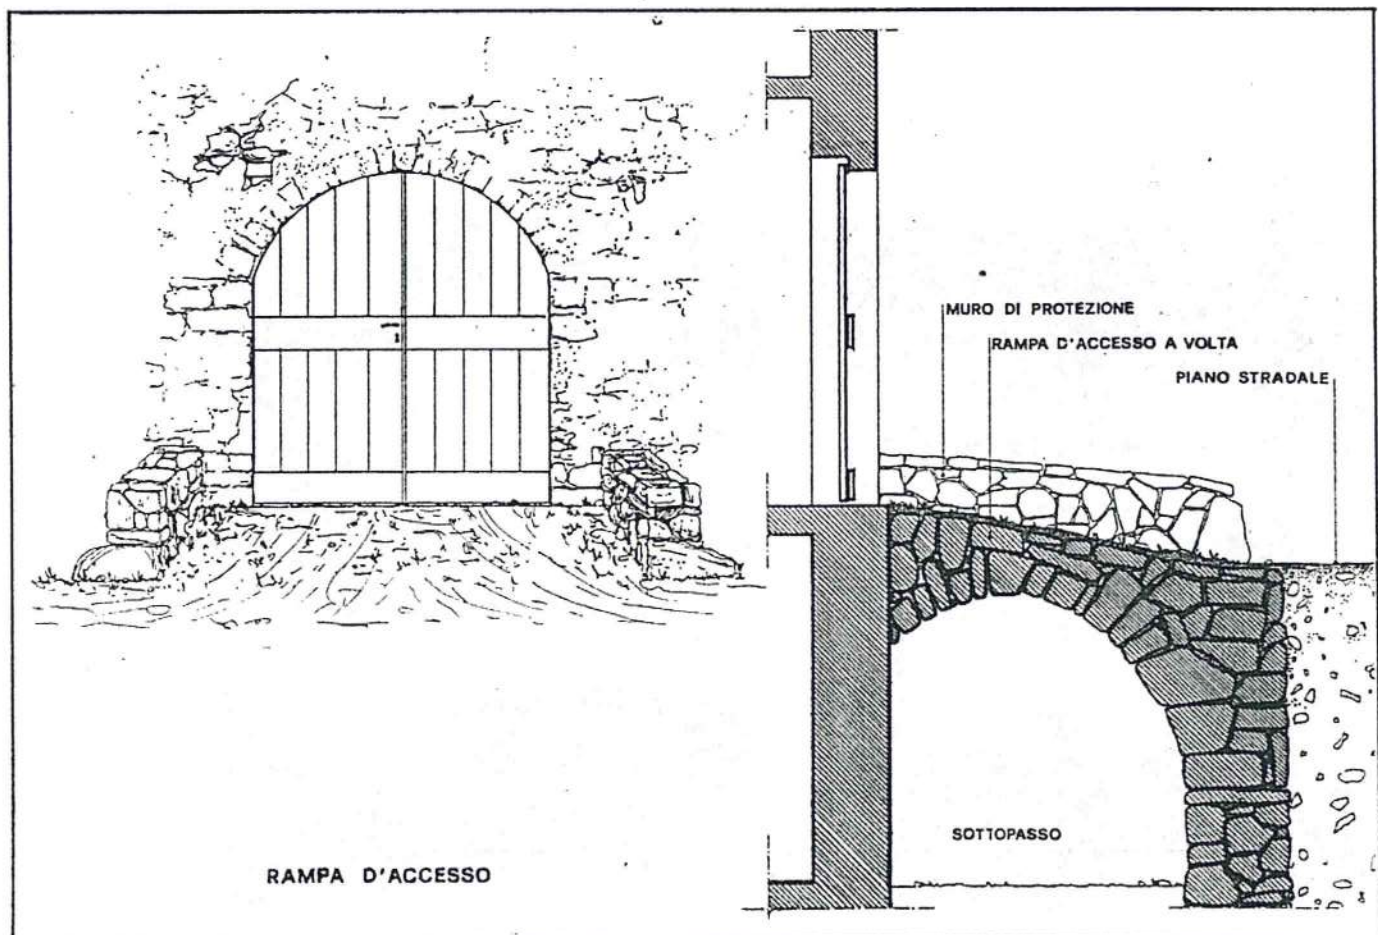 MURO DI PROTEZIONE
RAMPA D'ACCESSO A VOLTA
PIANO STRADALE
SOTTOPASSO
RAMPA D'ACCESSO